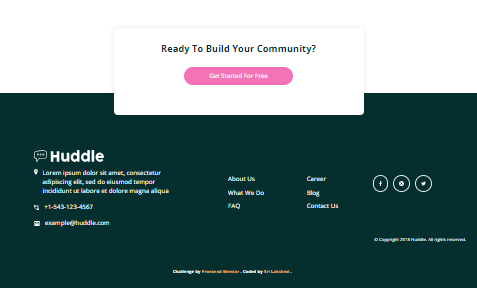 Ready To Build Your Community?
Get Started For Free
Huddle
Lorem ipsum dolor sit amet, consectetur
adipiscing elit, sed do eiusmod tempor
incididunt ut labore et dolore magna aliqua
+1-543-123-4567
example@huddle.com
About Us
What We Do
FAQ
Career
Blog
Contact Us
© Copyright 2018 Huddle. All rights reserved.
Challenge by Frontend Mentor . Coded by Sri Lakshmi .